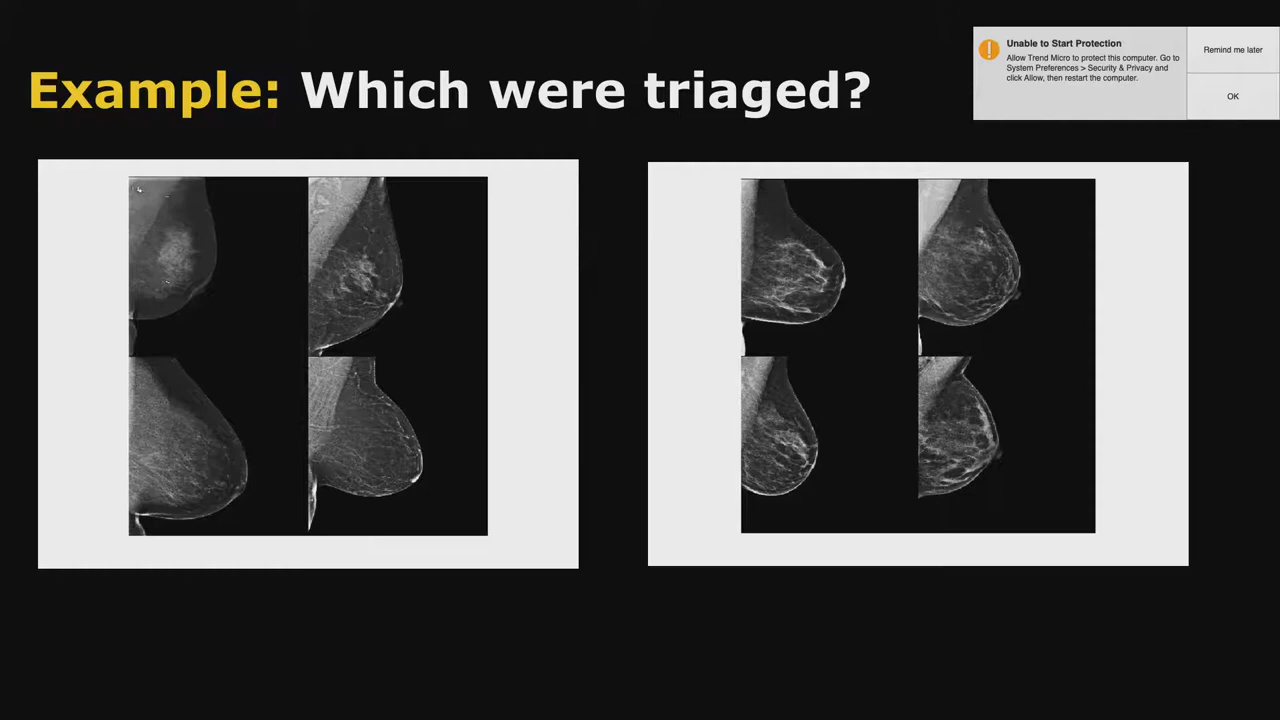 Example: Which were triaged?
Unable to Start Protection
Allow Trend Micro to protect this computer. Go to
System Preferences > Security & Privacy and
click Allow, then restart the computer.
Remind me later
OK